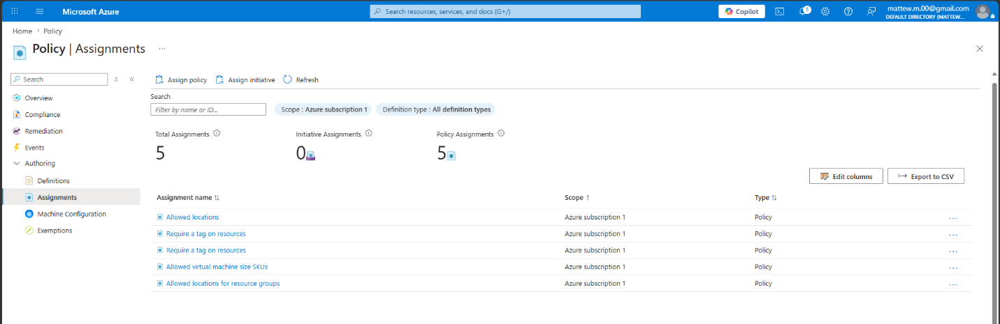 Microsoft Azure
Search resources, services, and docs (G+/)
Copilot
5
mattew.m.00@gmail.com
DEFAULT DIRECTORY (MATTEW...
Home > Policy
Policy | Assignments ...
Search
Overview
Compliance
Remediation
Events
Authoring
Definitions
Assignments
Machine Configuration
Exemptions
Assign policy Assign initiative Refresh
Search
Filter by name or ID...
Scope : Azure subscription 1
Definition type : All definition types
Total Assignments Initiative Assignments Policy Assignments
5 0 5
Edit columns Export to CSV
Assignment name Scope Type
Allowed locations Azure subscription 1 Policy ...
Require a tag on resources Azure subscription 1 Policy ...
Require a tag on resources Azure subscription 1 Policy ...
Allowed virtual machine size SKUs Azure subscription 1 Policy ...
Allowed locations for resource groups Azure subscription 1 Policy ...